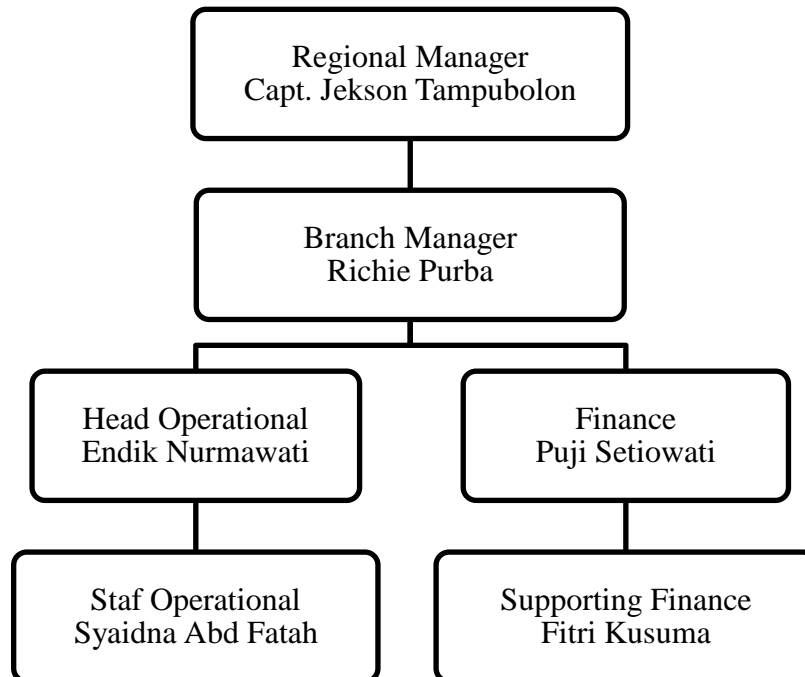 Regional Manager
Capt. Jekson Tampubolon
Branch Manager
Richie Purba
Head Operational
Endik Nurmawati
Finance
Puji Setiowati
Staf Operational
Syaidna Abd Fatah
Supporting Finance
Fitri Kusuma